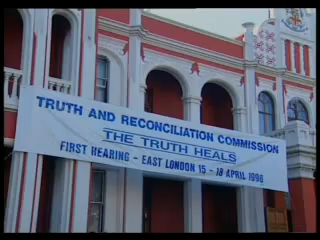 TRUTH AND RECONCILIATION COMMISSION
THE TRUTH HEALS
FIRST HEARING - EAST LONDON 15 - 18 APRIL 1996